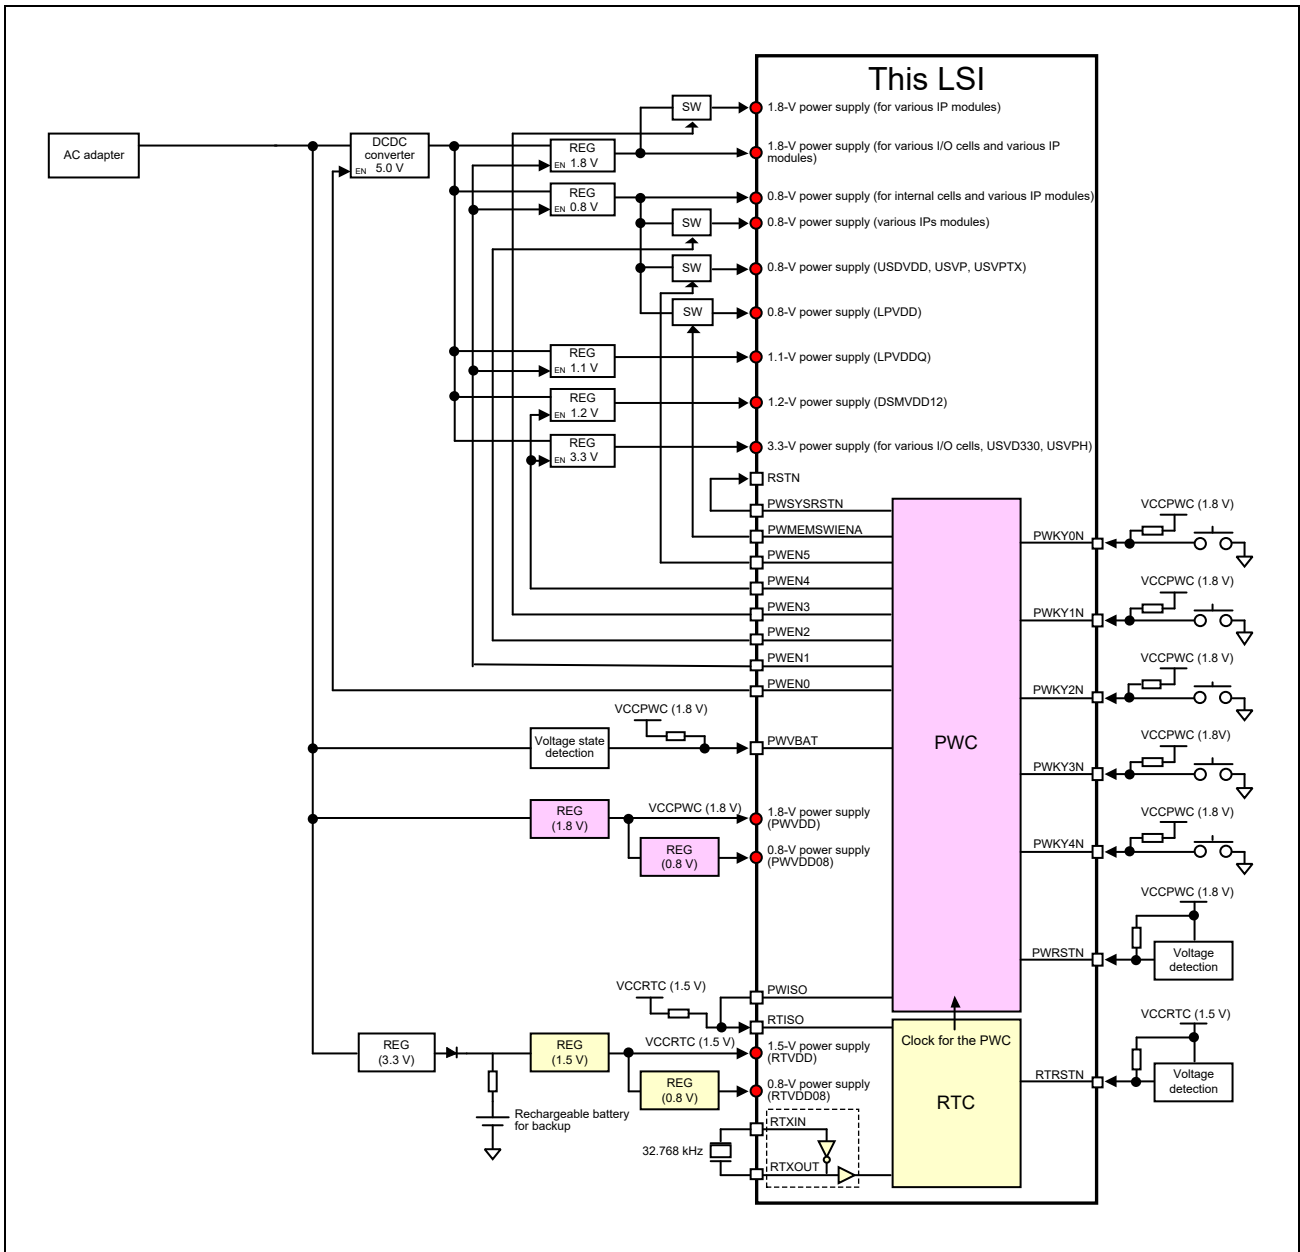 This LSI
AC adapter
DCDC
converter
EN 5.0 V
SW
1.8-V power supply (for various IP modules)
REG
EN 1.8 V
1.8-V power supply (for various I/O cells and various IP
modules)
REG
EN 0.8 V
0.8-V power supply (for internal cells and various IP modules)
SW
0.8-V power supply (various IPs modules)
SW
0.8-V power supply (USDVDD, USVP, USVPTX)
SW
0.8-V power supply (LPVDD)
REG
EN 1.1 V
1.1-V power supply (LPVDDQ)
REG
EN 1.2 V
1.2-V power supply (DSMVDD12)
REG
EN 3.3 V
3.3-V power supply (for various I/O cells, USVD330, USVPH)
RSTN
PWSYSRSTN
PWMEMSWIENA
PWEN5
PWEN4
PWEN3
PWEN2
PWEN1
PWEN0
VCCPWC (1.8 V)
Voltage state
detection
PWVBAT
PWC
REG
(1.8 V)
VCCPWC (1.8 V)
1.8-V power supply
(PWVDD)
REG
(0.8 V)
0.8-V power supply
(PWVDD08)
VCCPWC (1.8 V)
PWKY0N
VCCPWC (1.8 V)
PWKY1N
VCCPWC (1.8 V)
PWKY2N
VCCPWC (1.8V)
PWKY3N
VCCPWC (1.8 V)
PWKY4N
VCCPWC (1.8 V)
PWRSTN
Voltage
detection
VCCRTC (1.5 V)
PWISO
RTISO
Clock for the PWC
REG
(3.3 V)
REG
(1.5 V)
VCCRTC (1.5 V)
1.5-V power supply
(RTVDD)
REG
(0.8 V)
0.8-V power supply
(RTVDD08)
RTC
VCCRTC (1.5 V)
RTRSTN
Voltage
detection
Rechargeable battery
for backup
RTXIN
32.768 kHz
RTXOUT